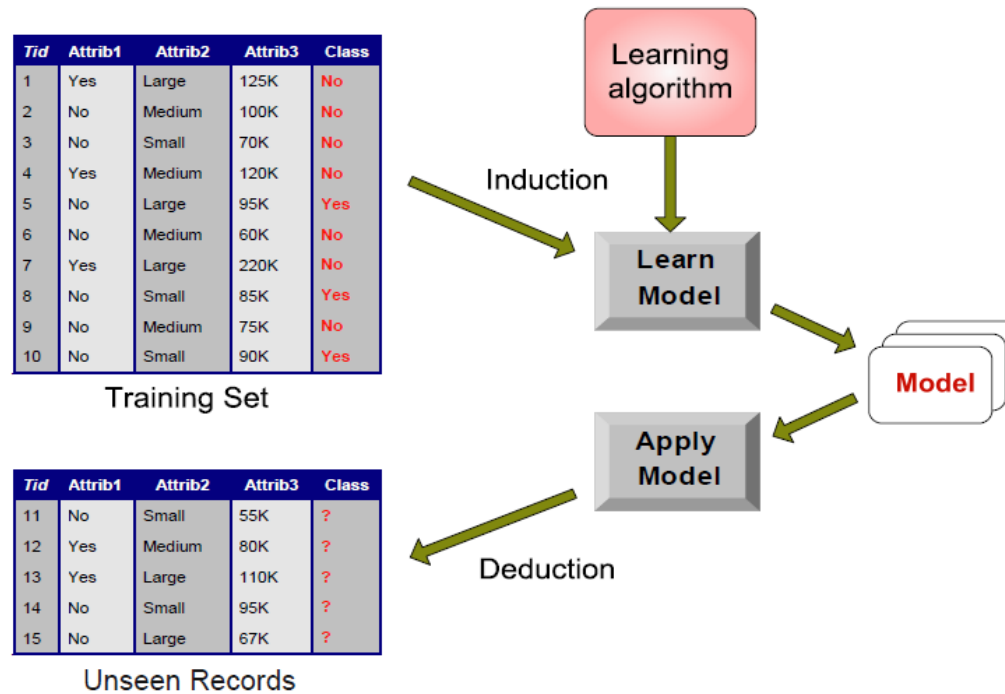 Tid Attrib1 Attrib2 Attrib3 Class
1 Yes Large 125K No
2 No Medium 100K No
3 No Small 70K No
4 Yes Medium 120K No
5 No Large 95K Yes
6 No Medium 60K No
7 Yes Large 220K No
8 No Small 85K Yes
9 No Medium 75K No
10 No Small 90K Yes
Training Set
Learning
algorithm
Induction
Learn
Model
Model
Apply
Model
Deduction
Tid Attrib1 Attrib2 Attrib3 Class
11 No Small 55K ?
12 Yes Medium 80K ?
13 Yes Large 110K ?
14 No Small 95K ?
15 No Large 67K ?
Unseen Records